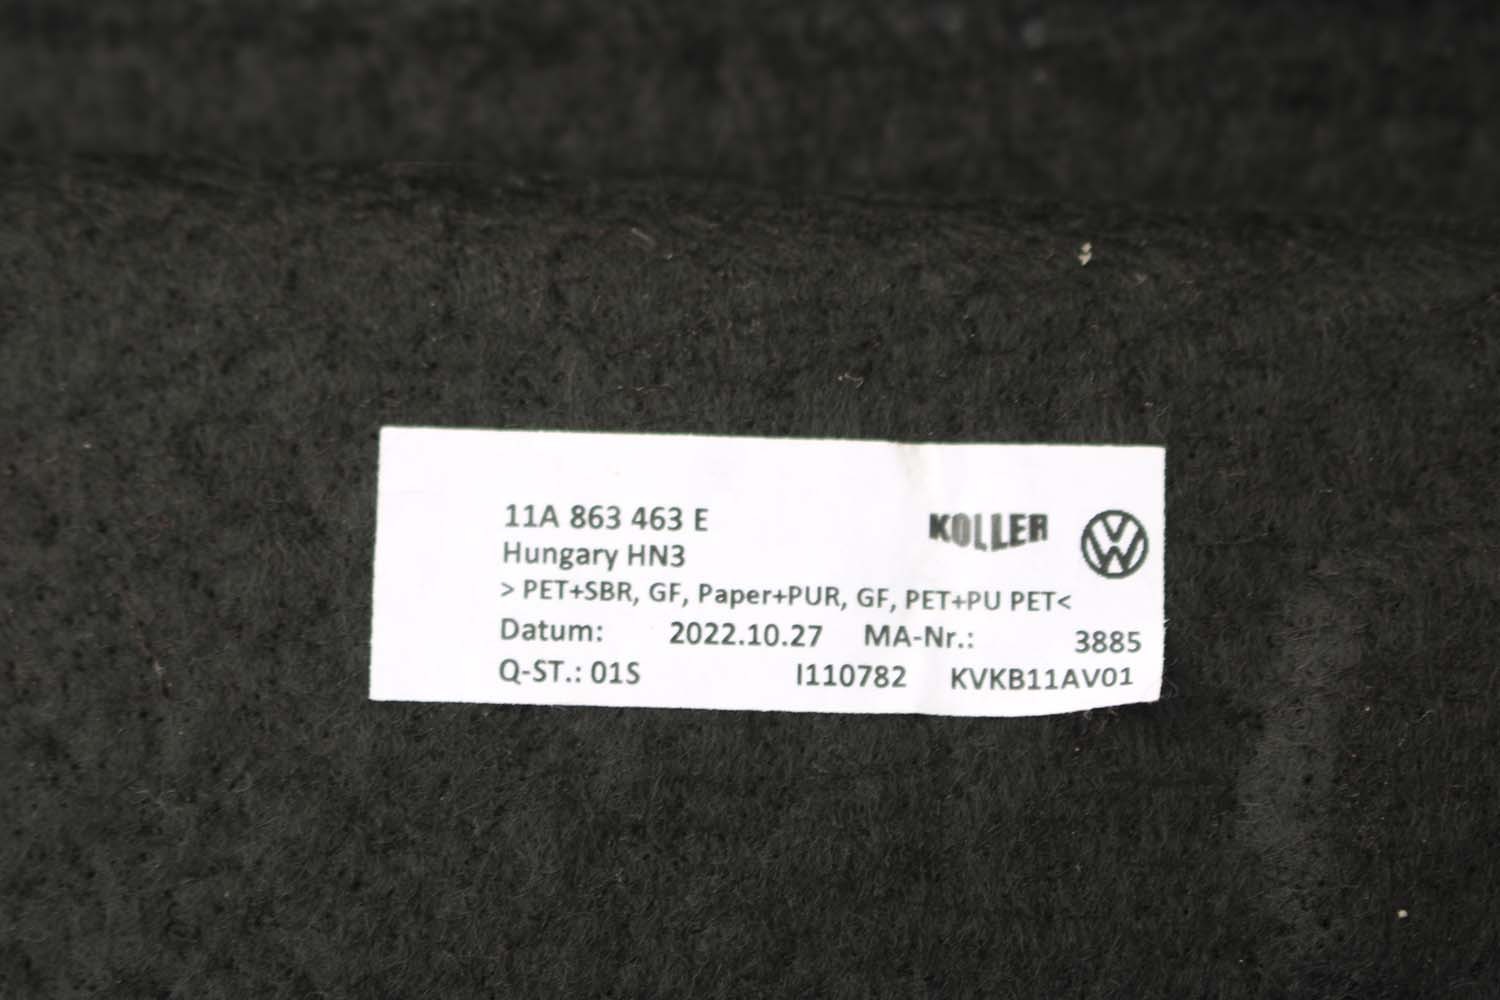 11A 863 463 E
KOLLER
Hungary HN3
> PET+SBR, GF, Paper+PUR, GF, PET+PU PET<
Datum: 2022.10.27 MA-Nr.: 3885
Q-ST.: 01S I110782 KVKB11AV01